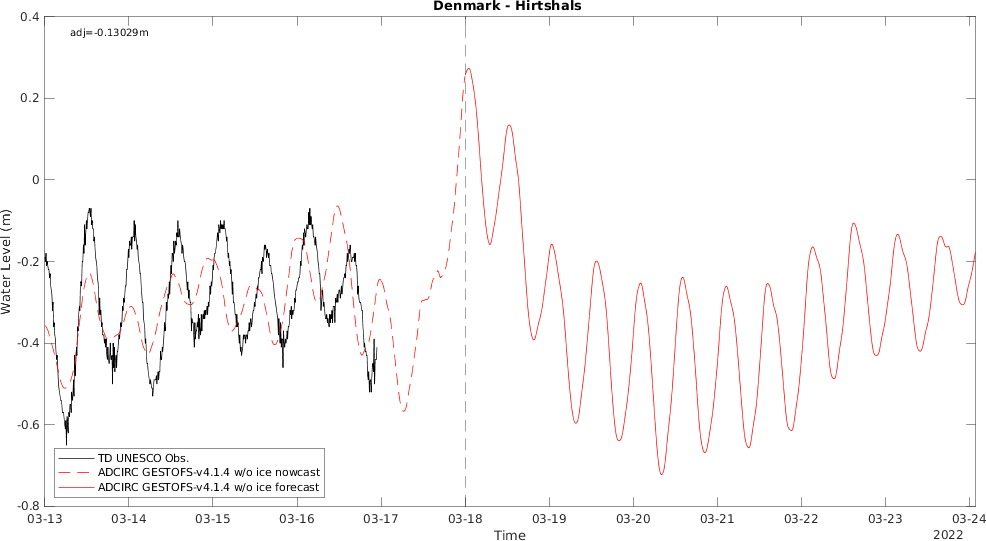 Denmark - Hirtshals
adj=-0.13029m
0.4
0.2
0
-0.2
-0.4
-0.6
-0.8
Water Level (m)
TD UNESCO Obs.
ADCIRC GESTOFS-v4.1.4 w/o ice nowcast
ADCIRC GESTOFS-v4.1.4 w/o ice forecast
03-13 03-14 03-15 03-16 03-17 03-18 03-19 03-20 03-21 03-22 03-23 03-24
Time
2022